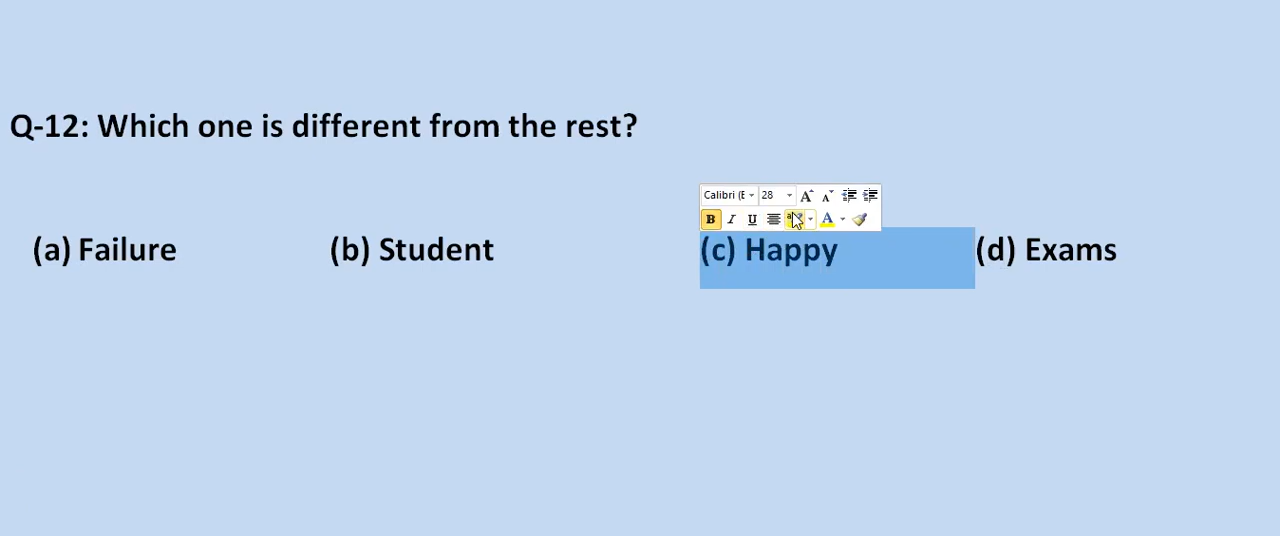 Q-12: Which one is different from the rest?
Calibri (E 28
B I U A
(a) Failure (b) Student (c) Happy (d) Exams